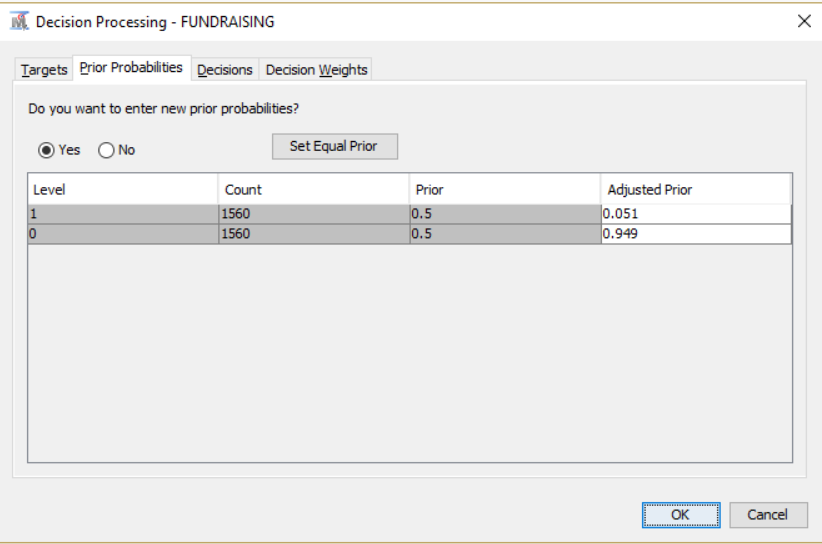 Decision Processing - FUNDRAISING
Targets Prior Probabilities Decisions Decision Weights
Do you want to enter new prior probabilities?
Yes No Set Equal Prior
Level Count Prior Adjusted Prior
1 1560 0.5 0.051
0 1560 0.5 0.949
OK Cancel